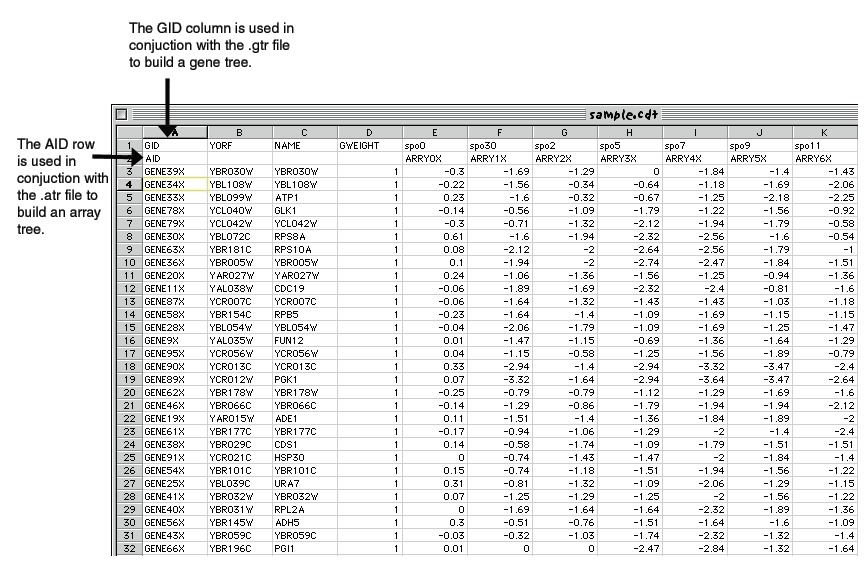 The GID column is used in
conjuction with the .gtr file
to build a gene tree.
The AID row
is used in
conjuction with
the .atr file to
build an array
tree.
sample.cdt
A B C D E F G H I J K
1 GID YORF NAME GWEIGHT spo0 spo30 spo2 spo5 spo7 spo9 spo11
2 AID ARRY0X ARRY1X ARRY2X ARRY3X ARRY4X ARRY5X ARRY6X
3 GENE39X YBR030W YBR030W 1 -0.3 -1.69 -1.29 0 -1.84 -1.4 -1.43
4 GENE34X YBL108W YBL108W 1 -0.22 -1.56 -0.34 -0.64 -1.18 -1.69 -2.06
5 GENE33X YBL099W ATP1 1 0.23 -1.6 -0.32 -0.67 -1.25 -2.18 -2.25
6 GENE78X YCL040W GLK1 1 -0.14 -0.56 -1.09 -1.79 -1.22 -1.56 -0.92
7 GENE79X YCL042W YCL042W 1 -0.3 -0.71 -1.32 -2.12 -1.94 -1.79 -0.58
8 GENE30X YBL072C RPS8A 1 0.61 -1.6 -1.94 -2.32 -2.56 -1.6 -0.54
9 GENE63X YBR181C RPS10A 1 -0.08 -2.12 -2 -2.64 -2.56 -1.79 -1
10 GENE36X YBR005W YBR005W 1 0.1 -1.94 -2 -2.74 -2.47 -1.84 -1.51
11 GENE20X YAR027W YAR027W 1 0.24 -1.06 -1.36 -1.56 -1.25 -0.94 -1.36
12 GENE11X YAL038W CDC19 1 -0.06 -1.89 -1.69 -2.32 -2.4 -0.81 -1.6
13 GENE87X YCR007C YCR007C 1 -0.06 -1.64 -1.32 -1.43 -1.43 -1.03 -1.18
14 GENE58X YBR154C RPB5 1 -0.23 -1.64 -1.4 -1.09 -1.69 -1.15 -1.15
15 GENE28X YBL054W YBL054W 1 -0.04 -2.06 -1.79 -1.09 -1.69 -1.25 -1.47
16 GENE9X YAL035W FUN12 1 0.01 -1.47 -1.15 -0.69 -1.36 -1.64 -1.29
17 GENE95X YCR056W YCR056W 1 0.04 -1.15 -0.58 -1.25 -1.56 -1.89 -0.79
18 GENE90X YCR013C YCR013C 1 0.33 -2.94 -1.4 -2.94 -3.32 -3.47 -2.4
19 GENE89X YCR012W PGK1 1 0.07 -3.32 -1.64 -2.94 -3.64 -3.47 -2.64
20 GENE62X YBR178W YBR178W 1 -0.25 -0.79 -0.79 -1.12 -1.29 -1.69 -1.6
21 GENE46X YBR066C YBR066C 1 -0.14 -1.29 -0.86 -1.79 -1.94 -1.94 -2.12
22 GENE19X YAR015W ADE1 1 0.11 -1.51 -1.4 -1.36 -1.84 -1.89 -2
23 GENE61X YBR177C YBR177C 1 -0.17 -0.94 -1.06 -1.29 -2 -1.4 -2.4
24 GENE38X YBR029C CDS1 1 0.14 -0.58 -1.74 -1.09 -1.79 -1.51 -1.51
25 GENE91X YCR021C HSP30 1 0 -0.74 -1.43 -1.47 -2 -1.84 -1.4
26 GENE54X YBR101C YBR101C 1 0.15 -0.74 -1.18 -1.51 -1.94 -1.56 -1.22
27 GENE25X YBL039C URA7 1 0.31 -0.81 -1.32 -1.09 -2.06 -1.29 -1.15
28 GENE41X YBR032W YBR032W 1 0.07 -1.25 -1.29 -1.25 -2 -1.56 -1.22
29 GENE40X YBR031W RPL2A 1 0 -1.69 -1.64 -1.64 -2.32 -1.89 -1.36
30 GENE56X YBR145W ADH5 1 0.3 -0.51 -0.76 -1.51 -1.64 -1.6 -1.09
31 GENE43X YBR059C YBR059C 1 -0.03 -0.32 -1.03 -1.74 -2.32 -1.32 -1.4
32 GENE66X YBR196C PGI1 1 0.01 0 0 -2.47 -2.84 -1.32 -1.64